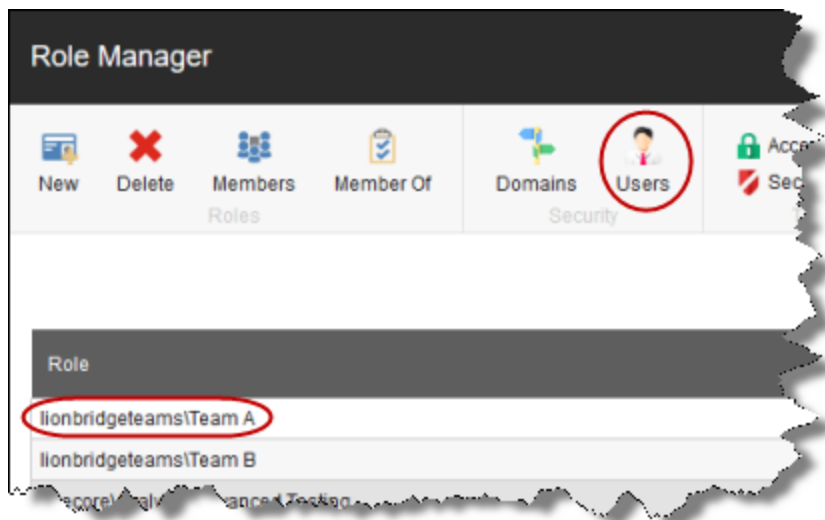 Role Manager
New Delete Members Member Of Domains Users
Roles Security
Role
lionbridgeteams\Team A
lionbridgeteams\Team B